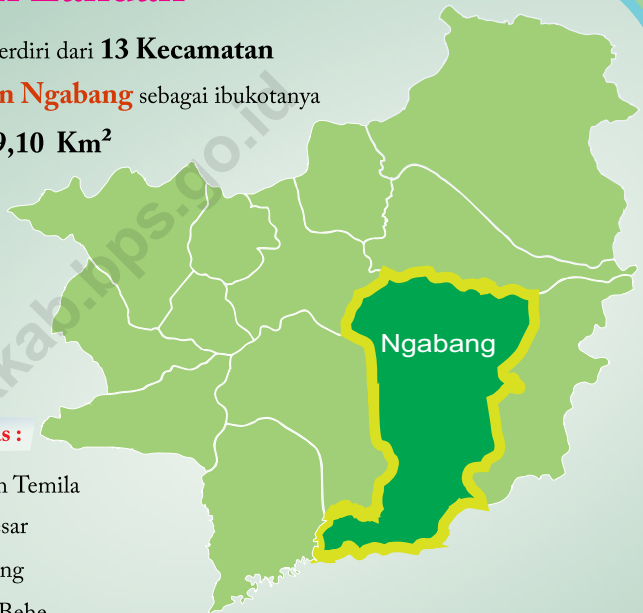 erdiri dari 13 Kecamatan
n Ngabang sebagai ibukotanya
9,10 Km²
kab.bps.go.id
Ngabang
s :
n Temila
sar
ng
Bebe